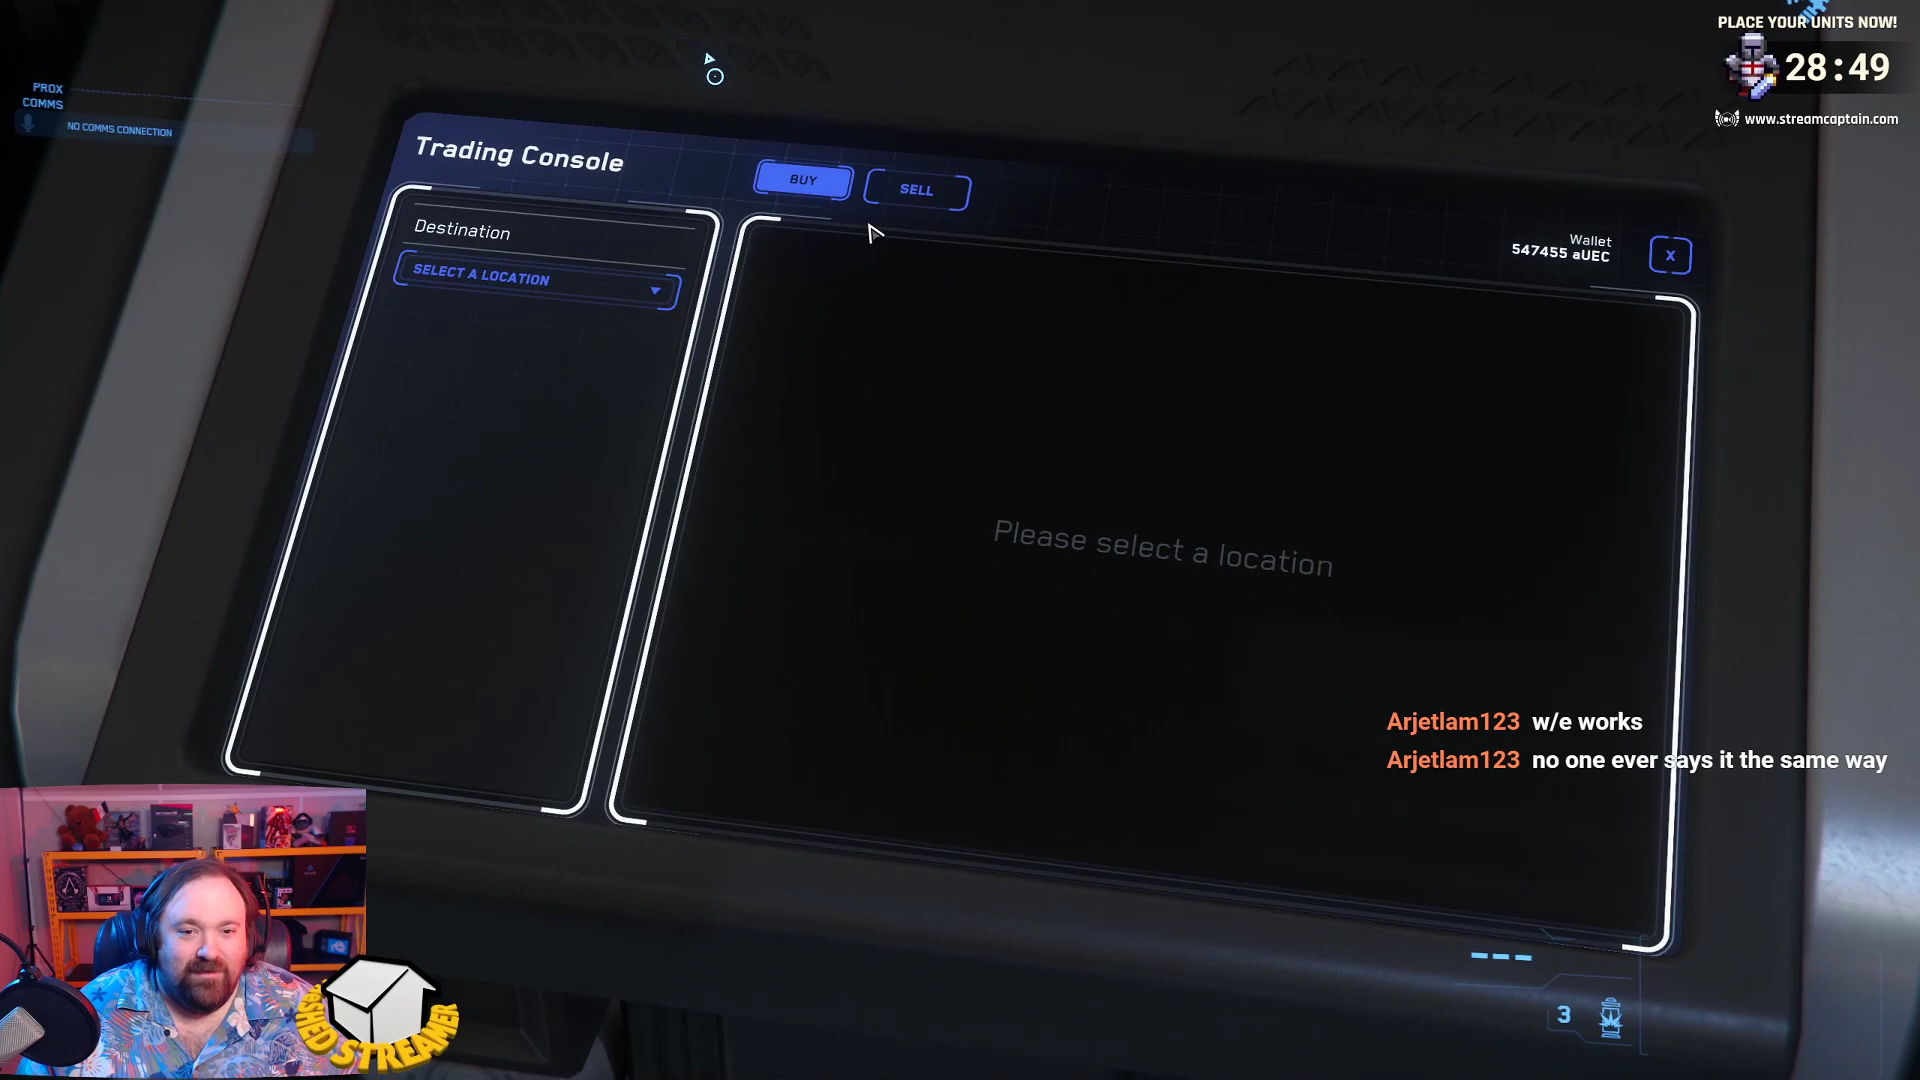 PLACE YOUR UNITS NOW!
28:49
www.streamcaptain.com
PROX
COMMS
NO COMMS CONNECTION
Trading Console
BUY
SELL
Wallet
547455 aUEC
X
Destination
SELECT A LOCATION
Please select a location
Arjetlam123 w/e works
Arjetlam123 no one ever says it the same way
STREAMER
3